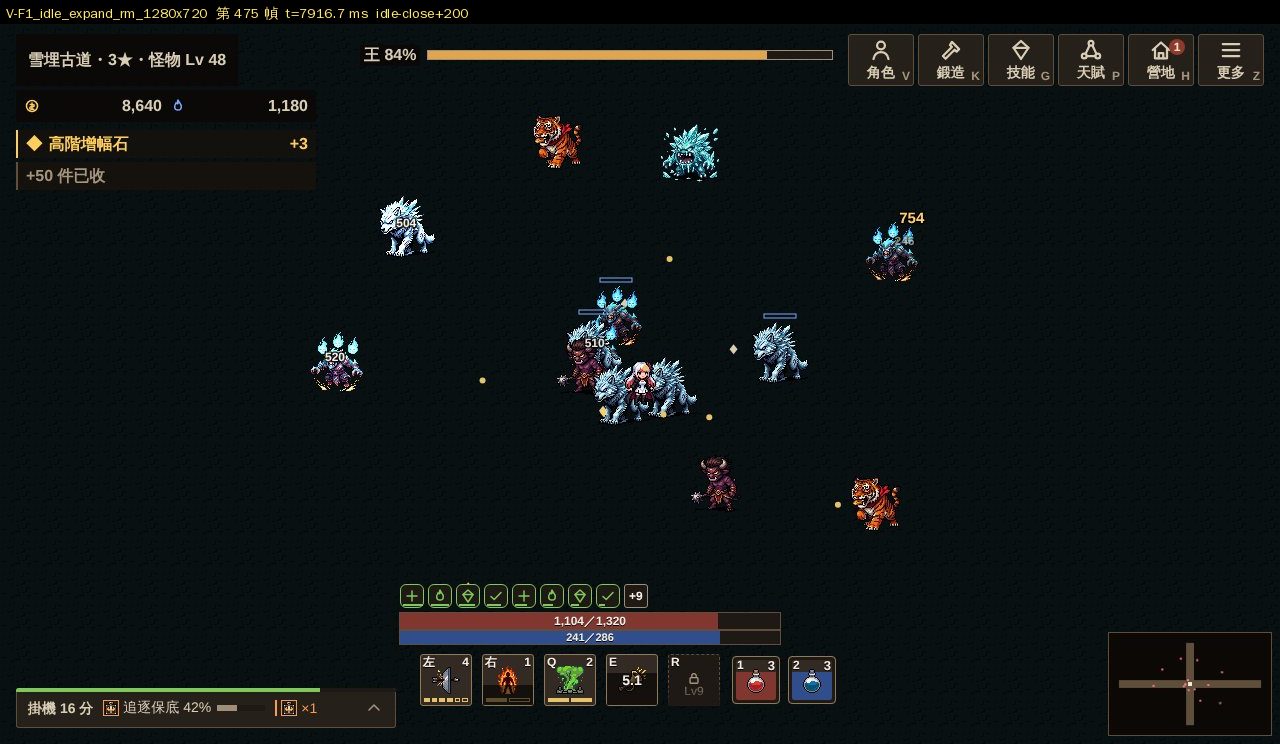 V-F1_idle_expand_rm_1280x720 第 475 幀 t=7916.7 ms idle-close+200
雪埋古道・3★・怪物 Lv 48
王 84%
角色 V
鍛造 K
技能 G
天賦 P
營地 H 1
更多 Z
8,640 1,180
◆ 高階增幅石 +3
+50 件已收
504
754
246
510
520
+9
1,104／1,320
241／286
左 4
右 1
Q 2
E 5.1
R Lv9
1 3
2 3
掛機 16 分 追逐保底 42% ×1